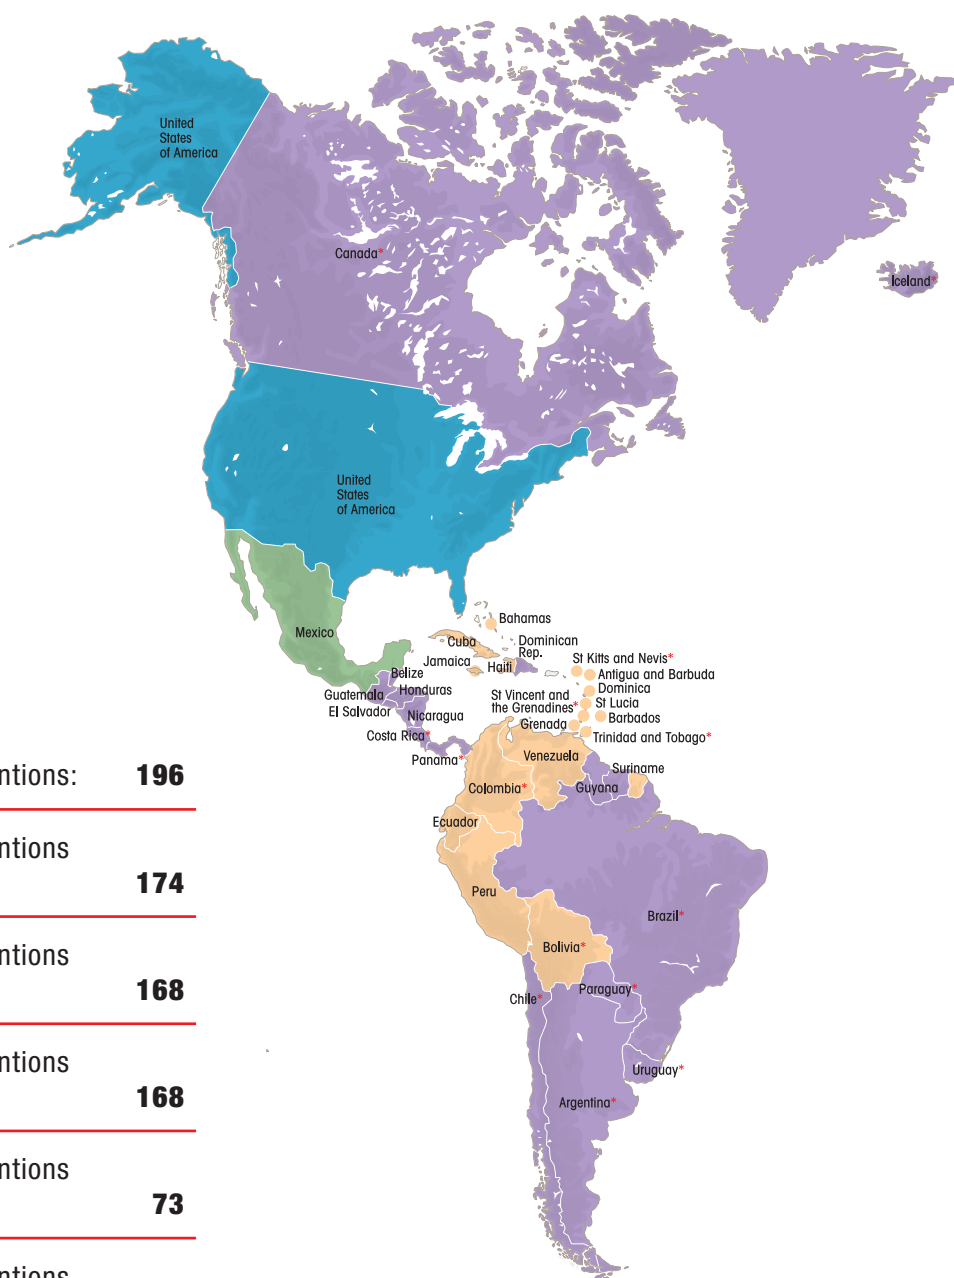 United
States
of America
Canada*
Iceland*
United
States
of America
Mexico
Bahamas
Cuba
Dominican
Rep.
Jamaica
Haiti
St Kitts and Nevis*
Antigua and Barbuda
Belize
Dominica
Guatemala
Honduras
St Vincent and
the Grenadines*
St Lucia
El Salvador
Nicaragua
Barbados
Grenada
Costa Rica*
Trinidad and Tobago*
Panama*
Venezuela
Suriname
Colombia*
Guyana
Ecuador
Peru
Brazil*
Bolivia*
Chile*
Paraguay*
Uruguay*
Argentina*
ntions: 196
ntions
174
ntions
168
ntions
168
ntions
73
ntions